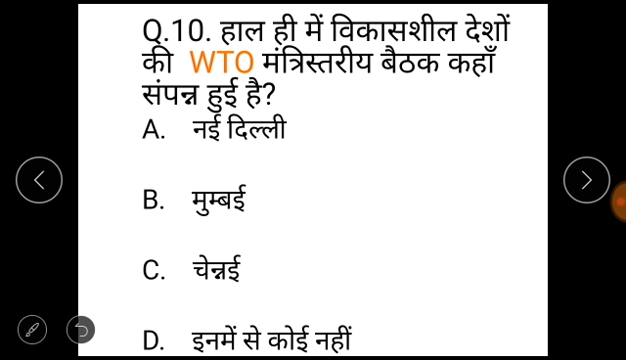 Q.10. हाल ही में विकासशील देशों
की WTO मंत्रिस्तरीय बैठक कहाँ
संपन्न हुई है?
A. नई दिल्ली
B. मुम्बई
C. चेन्नई
D. इनमें से कोई नहीं